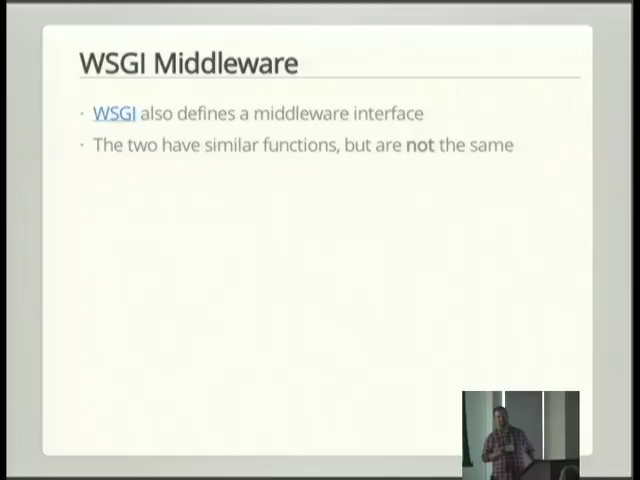 WSGI Middleware
· WSGI also defines a middleware interface
· The two have similar functions, but are not the same